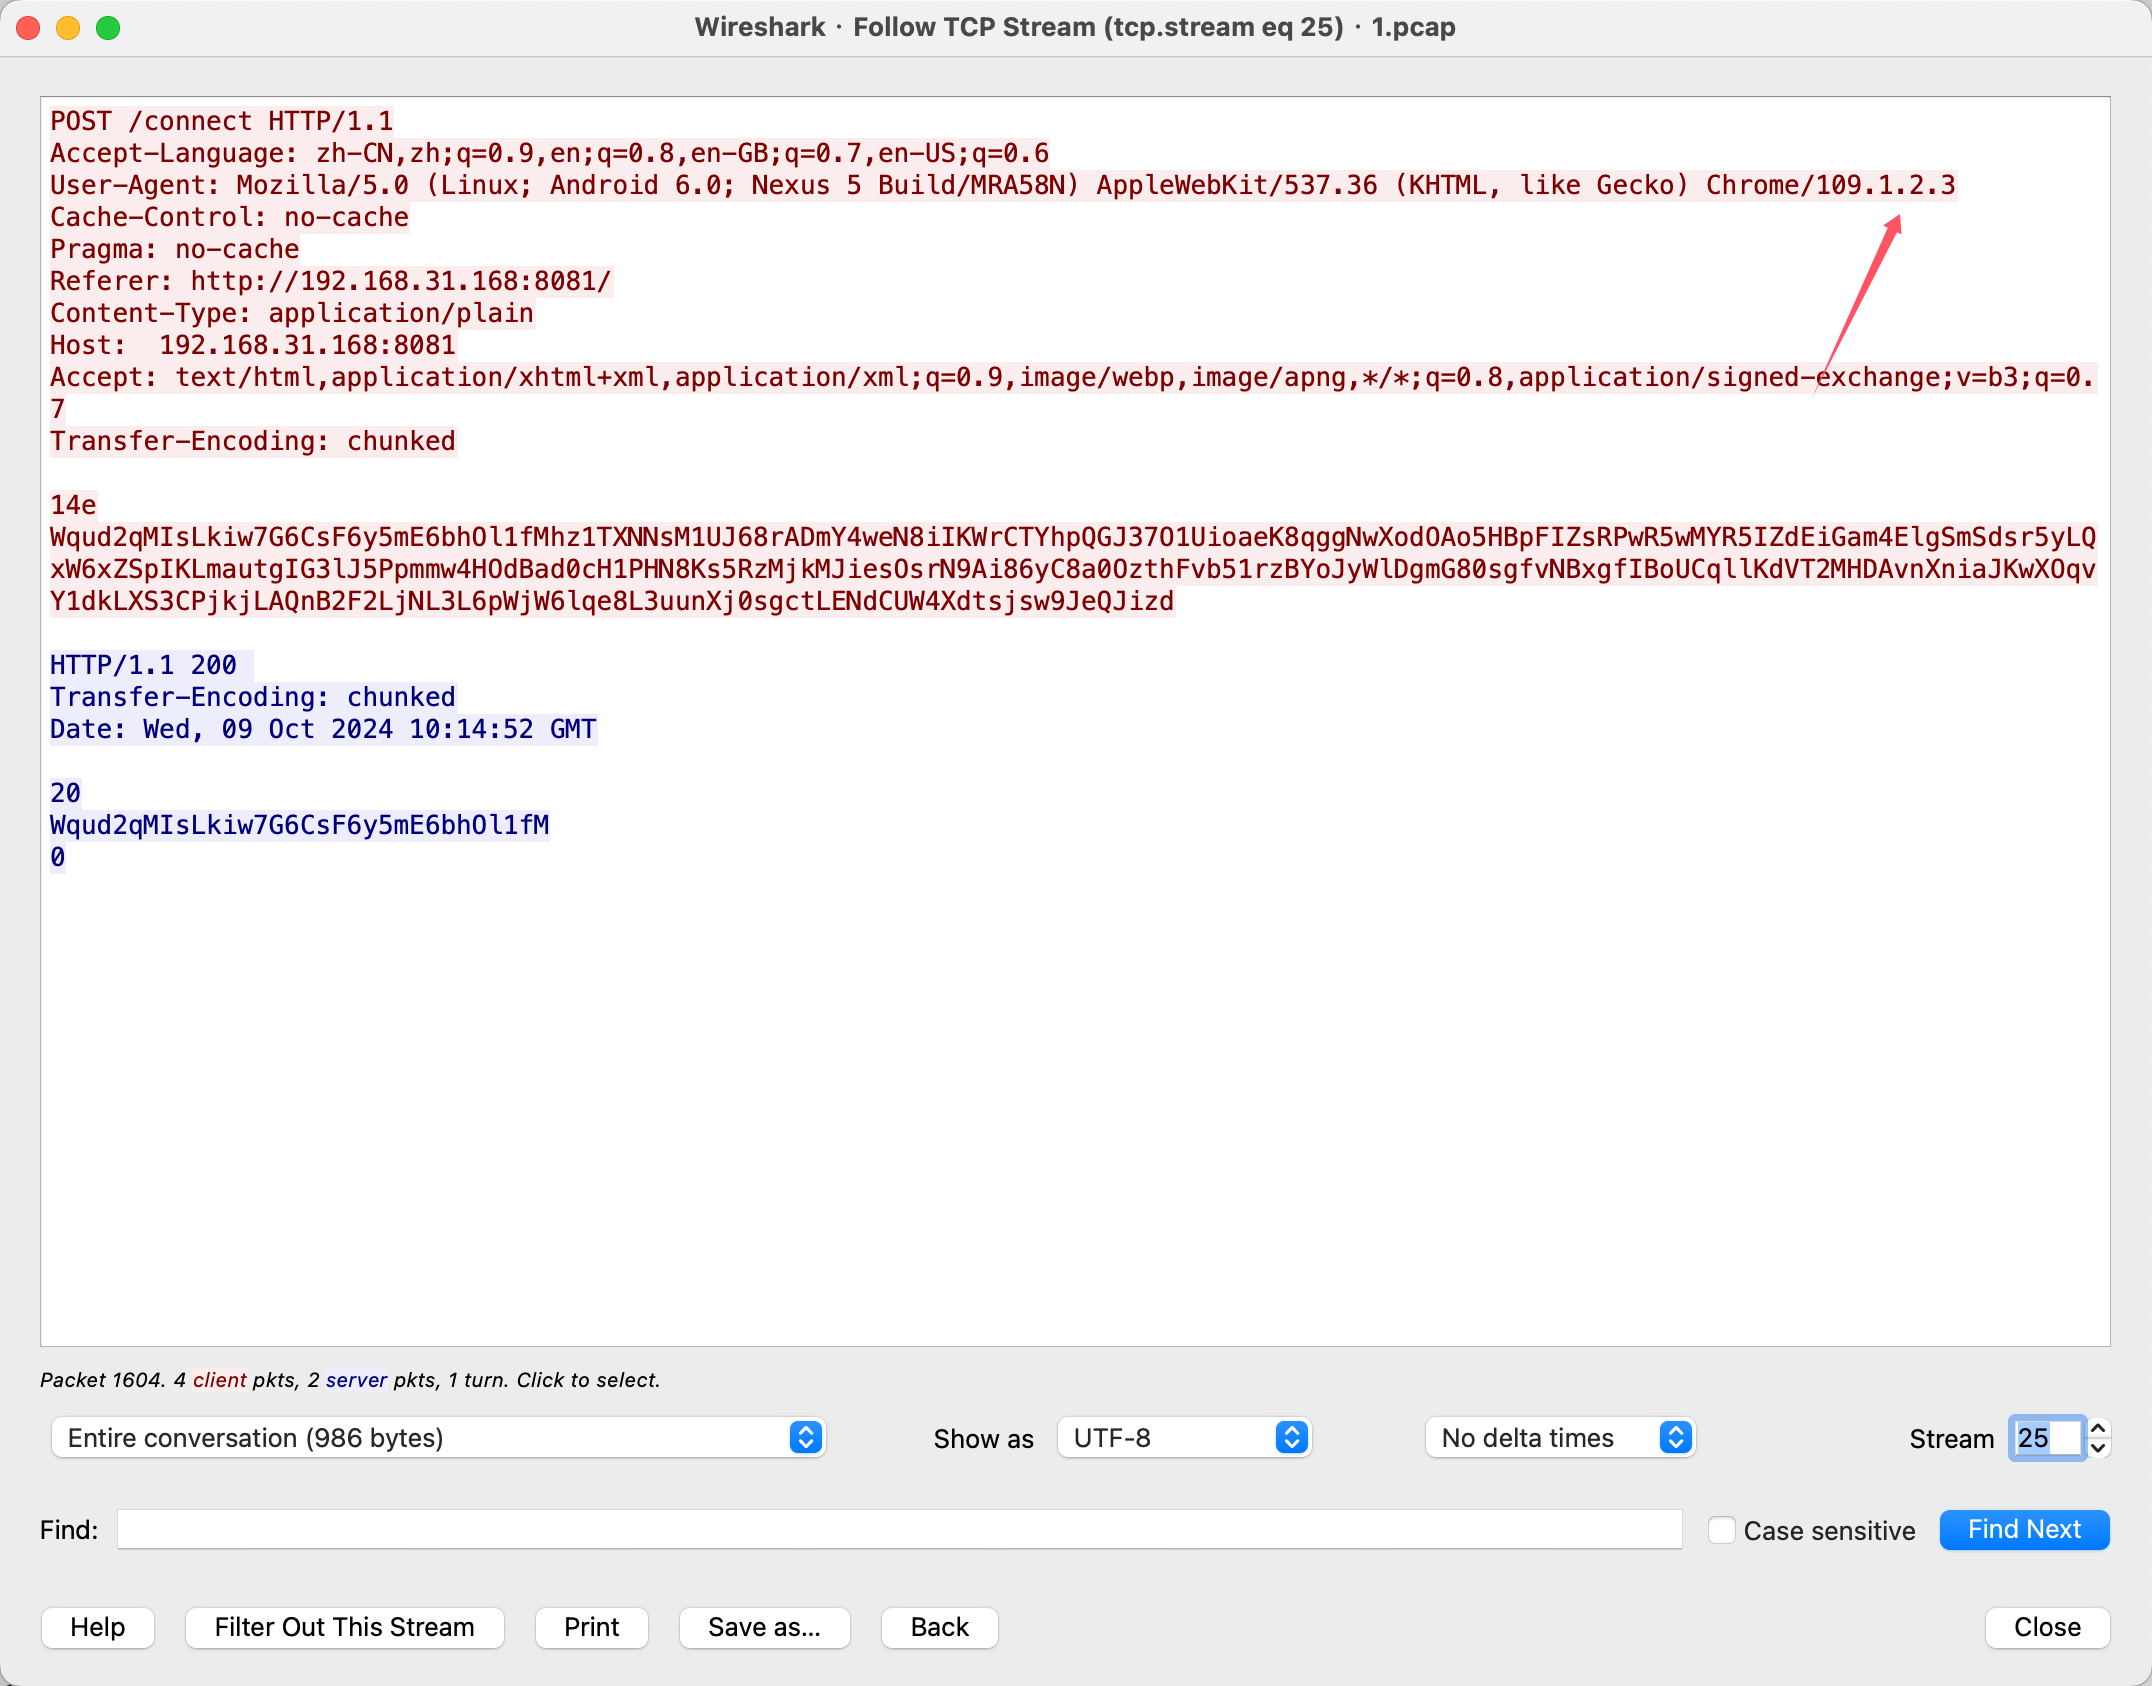 Wireshark · Follow TCP Stream (tcp.stream eq 25) · 1.pcap
POST /connect HTTP/1.1
Accept-Language: zh-CN,zh;q=0.9,en;q=0.8,en-GB;q=0.7,en-US;q=0.6
User-Agent: Mozilla/5.0 (Linux; Android 6.0; Nexus 5 Build/MRA58N) AppleWebKit/537.36 (KHTML, like Gecko) Chrome/109.1.2.3
Cache-Control: no-cache
Pragma: no-cache
Referer: http://192.168.31.168:8081/
Content-Type: application/plain
Host:  192.168.31.168:8081
Accept: text/html,application/xhtml+xml,application/xml;q=0.9,image/webp,image/apng,*/*;q=0.8,application/signed-exchange;v=b3;q=0.
7
Transfer-Encoding: chunked
14e
Wqud2qMIsLkiw7G6CsF6y5mE6bhOl1fMhz1TXNNsM1UJ68rADmY4weN8iIKWrCTYhpQGJ37O1UioaeK8qggNwXodOAo5HBpFIZsRPwR5wMYR5IZdEiGam4ElgSmSdsr5yLQ
xW6xZSpIKLmautgIG3lJ5Ppmmw4HOdBad0cH1PHN8Ks5RzMjkMJiesOsrN9Ai86yC8a0OzthFvb51rzBYoJyWlDgmG80sgfvNBxgfIBoUCqllKdVT2MHDAvnXniaJKwXOqv
Y1dkLXS3CPjkjLAQnB2F2LjNL3L6pWjW6lqe8L3uunXj0sgctLENdCUW4Xdtsjsw9JeQJizd
HTTP/1.1 200
Transfer-Encoding: chunked
Date: Wed, 09 Oct 2024 10:14:52 GMT
20
Wqud2qMIsLkiw7G6CsF6y5mE6bhOl1fM
0
Packet 1604. 4 client pkts, 2 server pkts, 1 turn. Click to select.
Entire conversation (986 bytes) Show as UTF-8 No delta times Stream 25
Find: Case sensitive Find Next
Help Filter Out This Stream Print Save as... Back Close